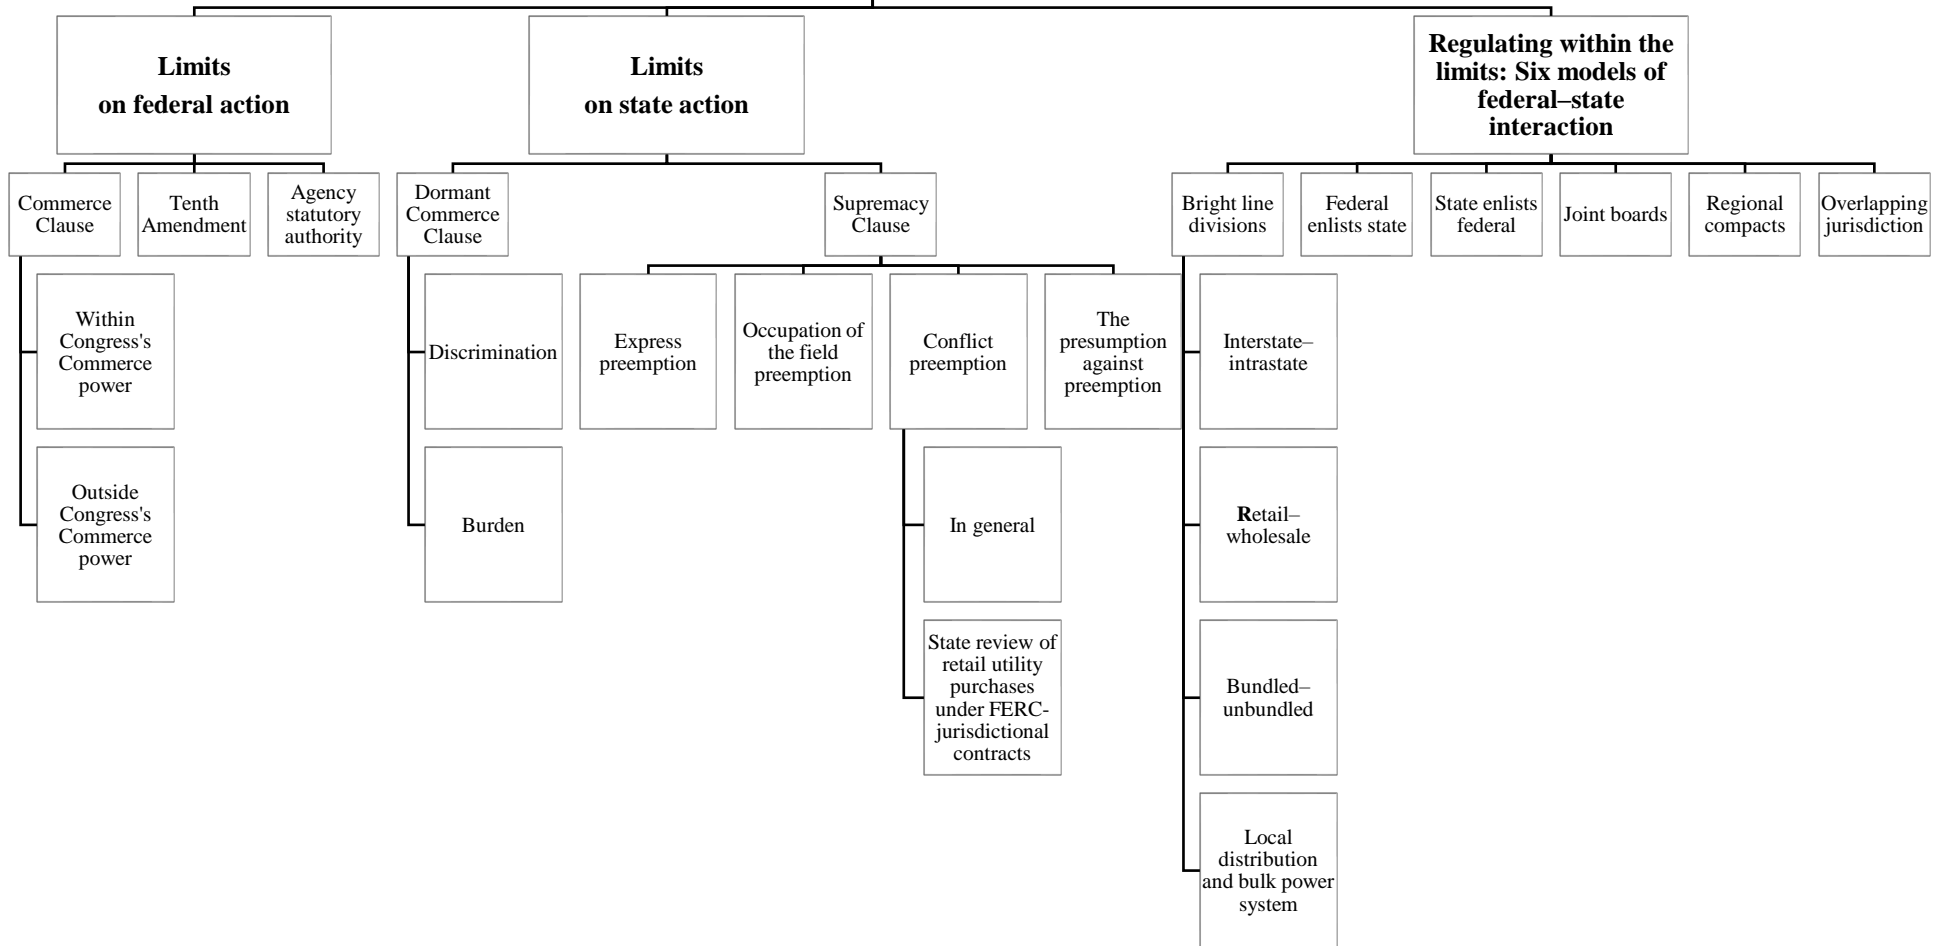 Limits
on federal action
Limits
on state action
Regulating within the
limits: Six models of
federal–state
interaction
Commerce
Clause
Tenth
Amendment
Agency
statutory
authority
Dormant
Commerce
Clause
Supremacy
Clause
Bright line
divisions
Federal
enlists state
State enlists
federal
Joint boards
Regional
compacts
Overlapping
jurisdiction
Within
Congress's
Commerce
power
Discrimination
Express
preemption
Occupation of
the field
preemption
Conflict
preemption
The
presumption
against
preemption
Interstate–
intrastate
Outside
Congress's
Commerce
power
Burden
In general
Retail–
wholesale
State review of
retail utility
purchases
under FERC-
jurisdictional
contracts
Bundled–
unbundled
Local
distribution
and bulk power
system